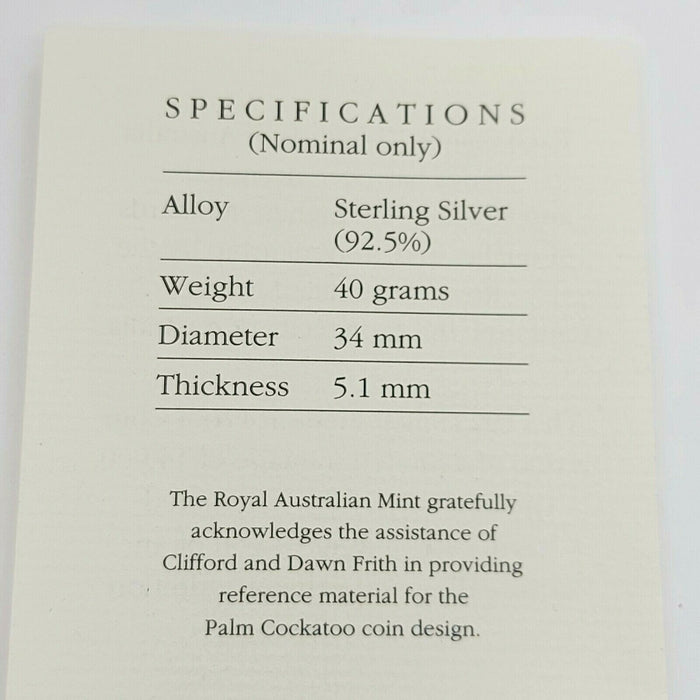 SPECIFICATIONS
(Nominal only)
Alloy Sterling Silver
(92.5%)
Weight 40 grams
Diameter 34 mm
Thickness 5.1 mm
The Royal Australian Mint gratefully
acknowledges the assistance of
Clifford and Dawn Frith in providing
reference material for the
Palm Cockatoo coin design.